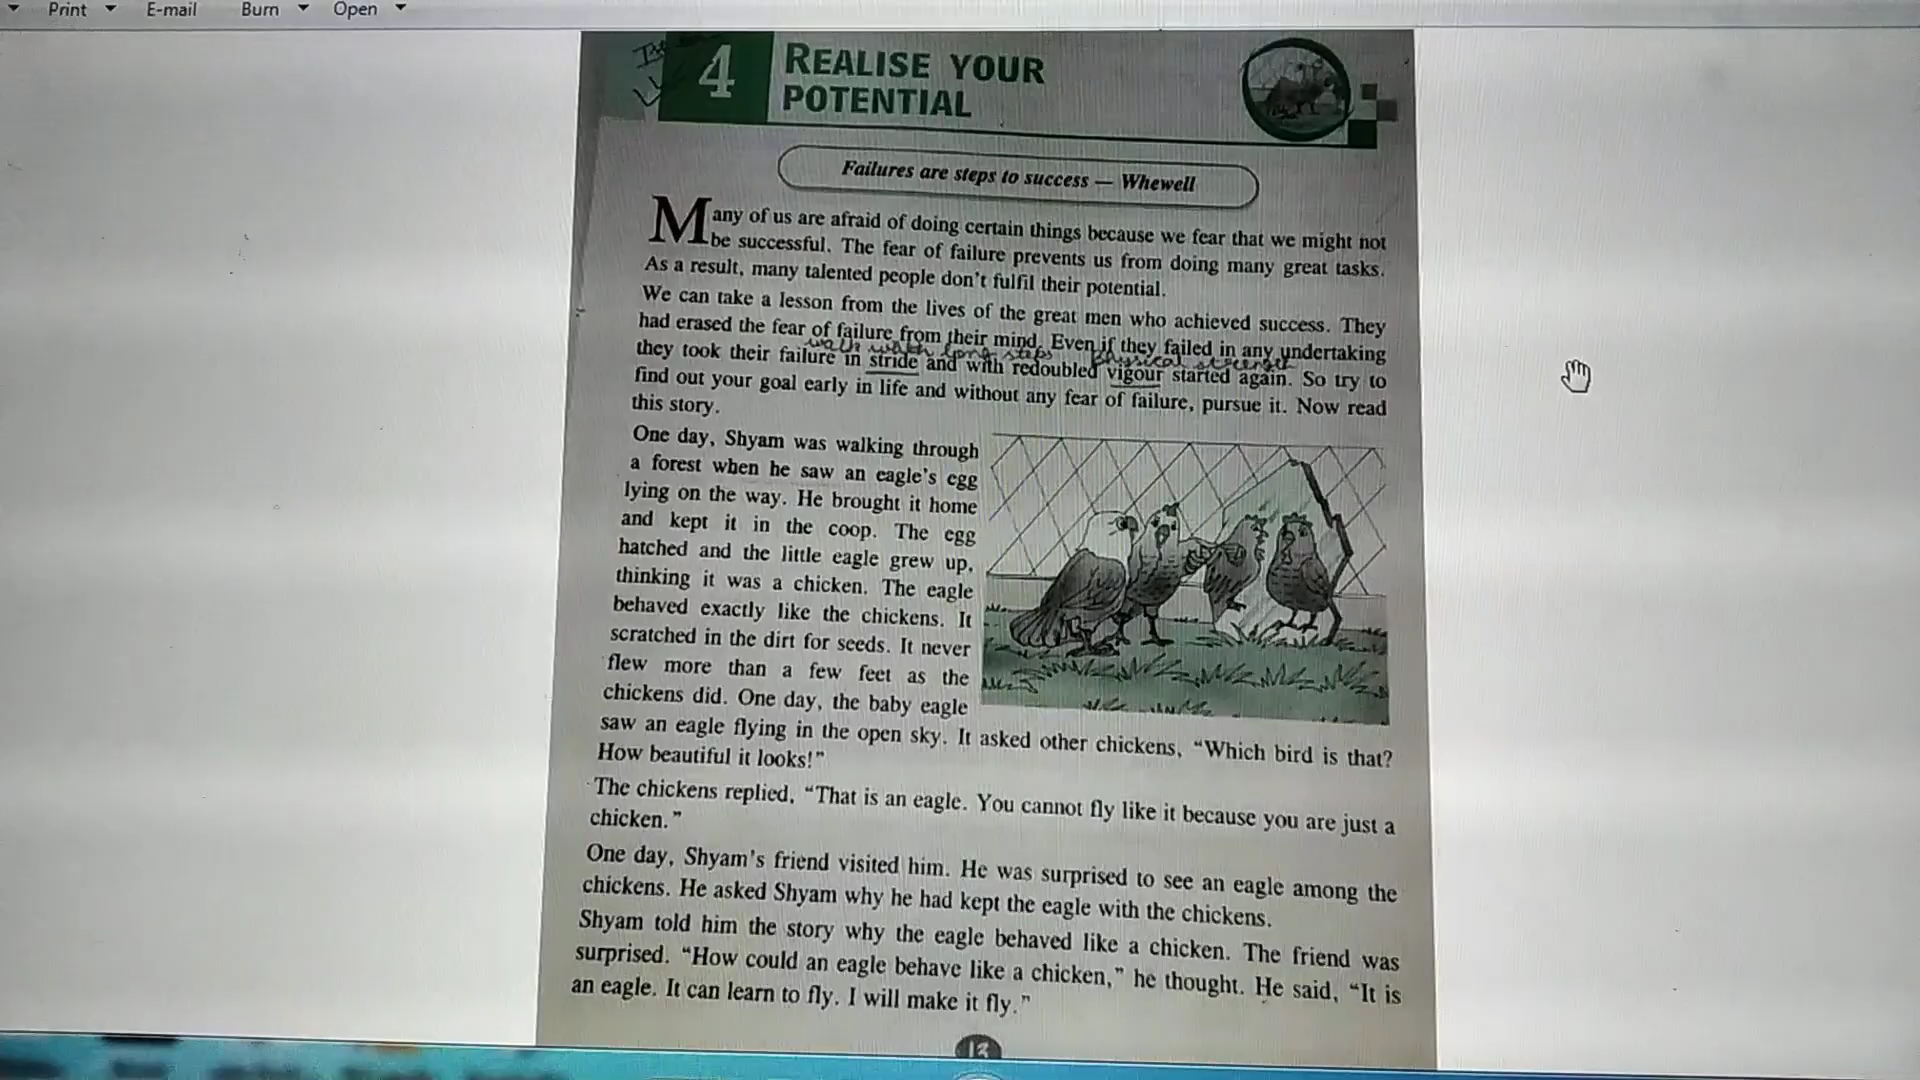 Print
E-mail
Burn
Open
4
REALISE YOUR
POTENTIAL
Failures are steps to success — Whewell
Many of us are afraid of doing certain things because we fear that we might not
be successful. The fear of failure prevents us from doing many great tasks.
As a result, many talented people don't fulfil their potential.
We can take a lesson from the lives of the great men who achieved success. They
had erased the fear of failure from their mind. Even if they failed in any undertaking
walk with long steps physical strength
they took their failure in stride and with redoubled vigour started again. So try to
find out your goal early in life and without any fear of failure, pursue it. Now read
this story.
One day, Shyam was walking through
a forest when he saw an eagle's egg
lying on the way. He brought it home
and kept it in the coop. The egg
hatched and the little eagle grew up,
thinking it was a chicken. The eagle
behaved exactly like the chickens. It
scratched in the dirt for seeds. It never
flew more than a few feet as the
chickens did. One day, the baby eagle
saw an eagle flying in the open sky. It asked other chickens, “Which bird is that?
How beautiful it looks!”
The chickens replied, “That is an eagle. You cannot fly like it because you are just a
chicken.”
One day, Shyam's friend visited him. He was surprised to see an eagle among the
chickens. He asked Shyam why he had kept the eagle with the chickens.
Shyam told him the story why the eagle behaved like a chicken. The friend was
surprised. “How could an eagle behave like a chicken,” he thought. He said, “It is
an eagle. It can learn to fly. I will make it fly.”
13